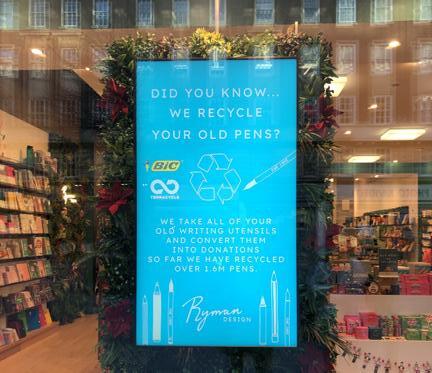 DID YOU KNOW...
WE RECYCLE
YOUR OLD PENS?
BIC
BY
TERRACYCLE
WE TAKE ALL OF YOUR
OLD WRITING UTENSILS
AND CONVERT THEM
INTO DONATIONS
SO FAR WE HAVE RECYCLED
OVER 1.6M PENS.
Ryman
DESIGN